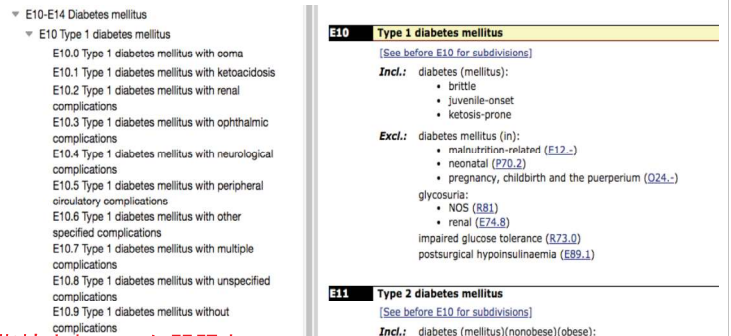 E10-E14 Diabetes mellitus
E10 Type 1 diabetes mellitus
E10.0 Type 1 diabetes mellitus with coma
E10.1 Type 1 diabetes mellitus with ketoacidosis
E10.2 Type 1 diabetes mellitus with renal
complications
E10.3 Type 1 diabetes mellitus with ophthalmic
complications
E10.4 Type 1 diabetes mellitus with neurological
complications
E10.5 Type 1 diabetes mellitus with peripheral
circulatory complications
E10.6 Type 1 diabetes mellitus with other
specified complications
E10.7 Type 1 diabetes mellitus with multiple
complications
E10.8 Type 1 diabetes mellitus with unspecified
complications
E10.9 Type 1 diabetes mellitus without
complications
E10 Type 1 diabetes mellitus
[See before E10 for subdivisions]
Incl.: diabetes (mellitus):
• brittle
• juvenile-onset
• ketosis-prone
Excl.: diabetes mellitus (in):
• malnutrition-related (E12.-)
• neonatal (P70.2)
• pregnancy, childbirth and the puerperium (O24.-)
glycosuria:
• NOS (R81)
• renal (E74.8)
impaired glucose tolerance (R73.0)
postsurgical hypoinsulinaemia (E89.1)
E11 Type 2 diabetes mellitus
[See before E10 for subdivisions]
Incl.: diabetes (mellitus)(nonobese)(obese):